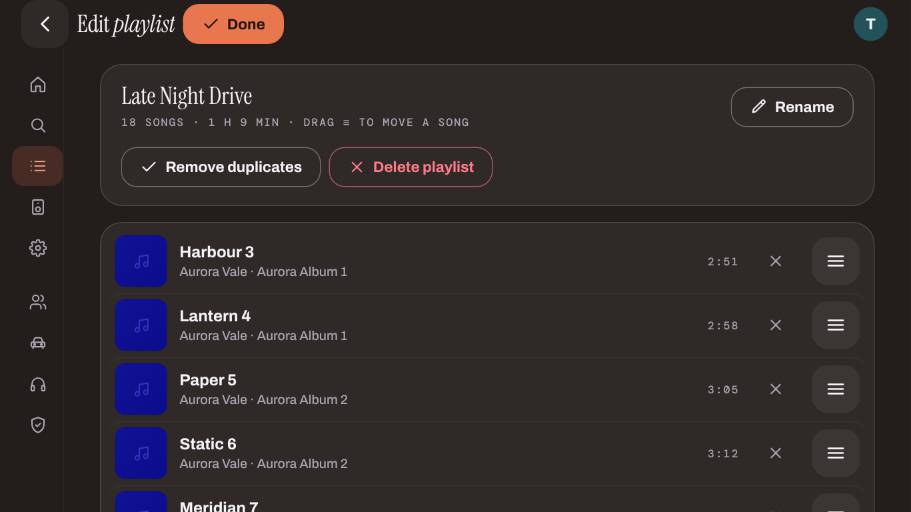 Edit playlist
Done
T
Late Night Drive
18 SONGS · 1 H 9 MIN · DRAG ≡ TO MOVE A SONG
Rename
Remove duplicates
Delete playlist
Harbour 3
Aurora Vale · Aurora Album 1
2:51
Lantern 4
Aurora Vale · Aurora Album 1
2:58
Paper 5
Aurora Vale · Aurora Album 2
3:05
Static 6
Aurora Vale · Aurora Album 2
3:12
Meridian 7